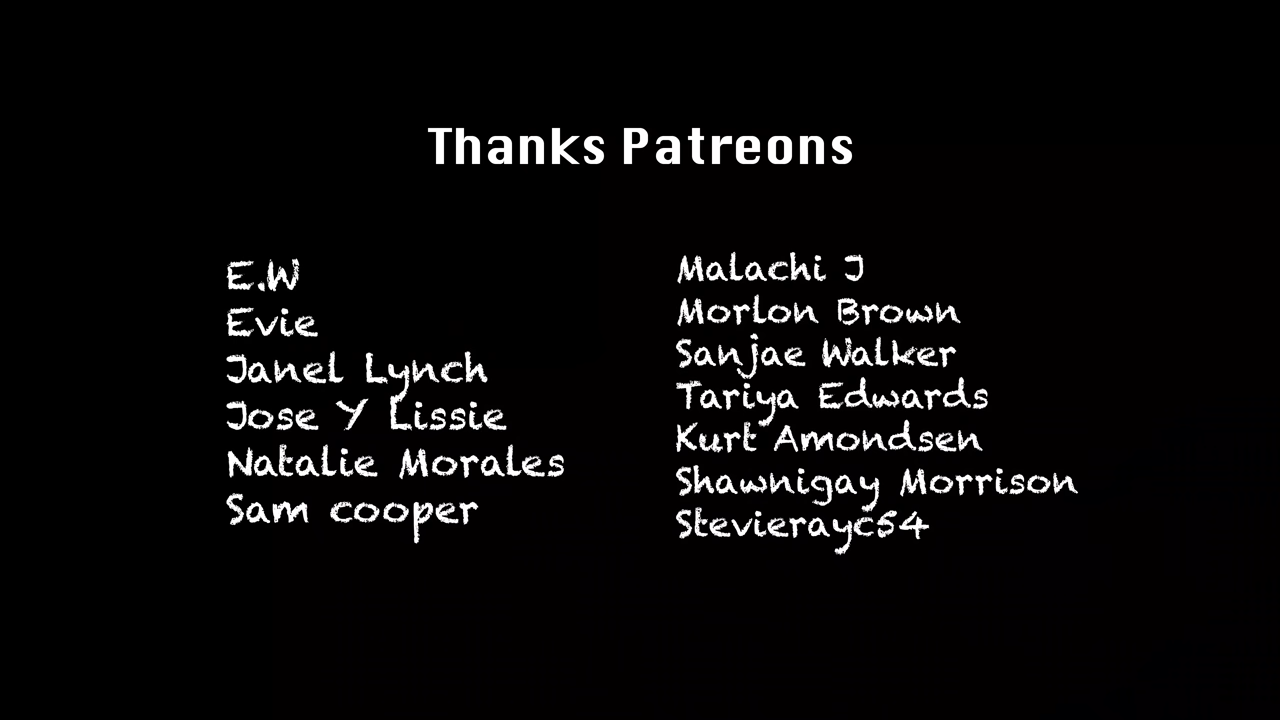 Thanks Patreons
E.W
Evie
Janel Lynch
Jose Y Lissie
Natalie Morales
Sam cooper
Malachi J
Morlon Brown
Sanjae Walker
Tariya Edwards
Kurt Amondsen
Shawnigay Morrison
Stevierayc54